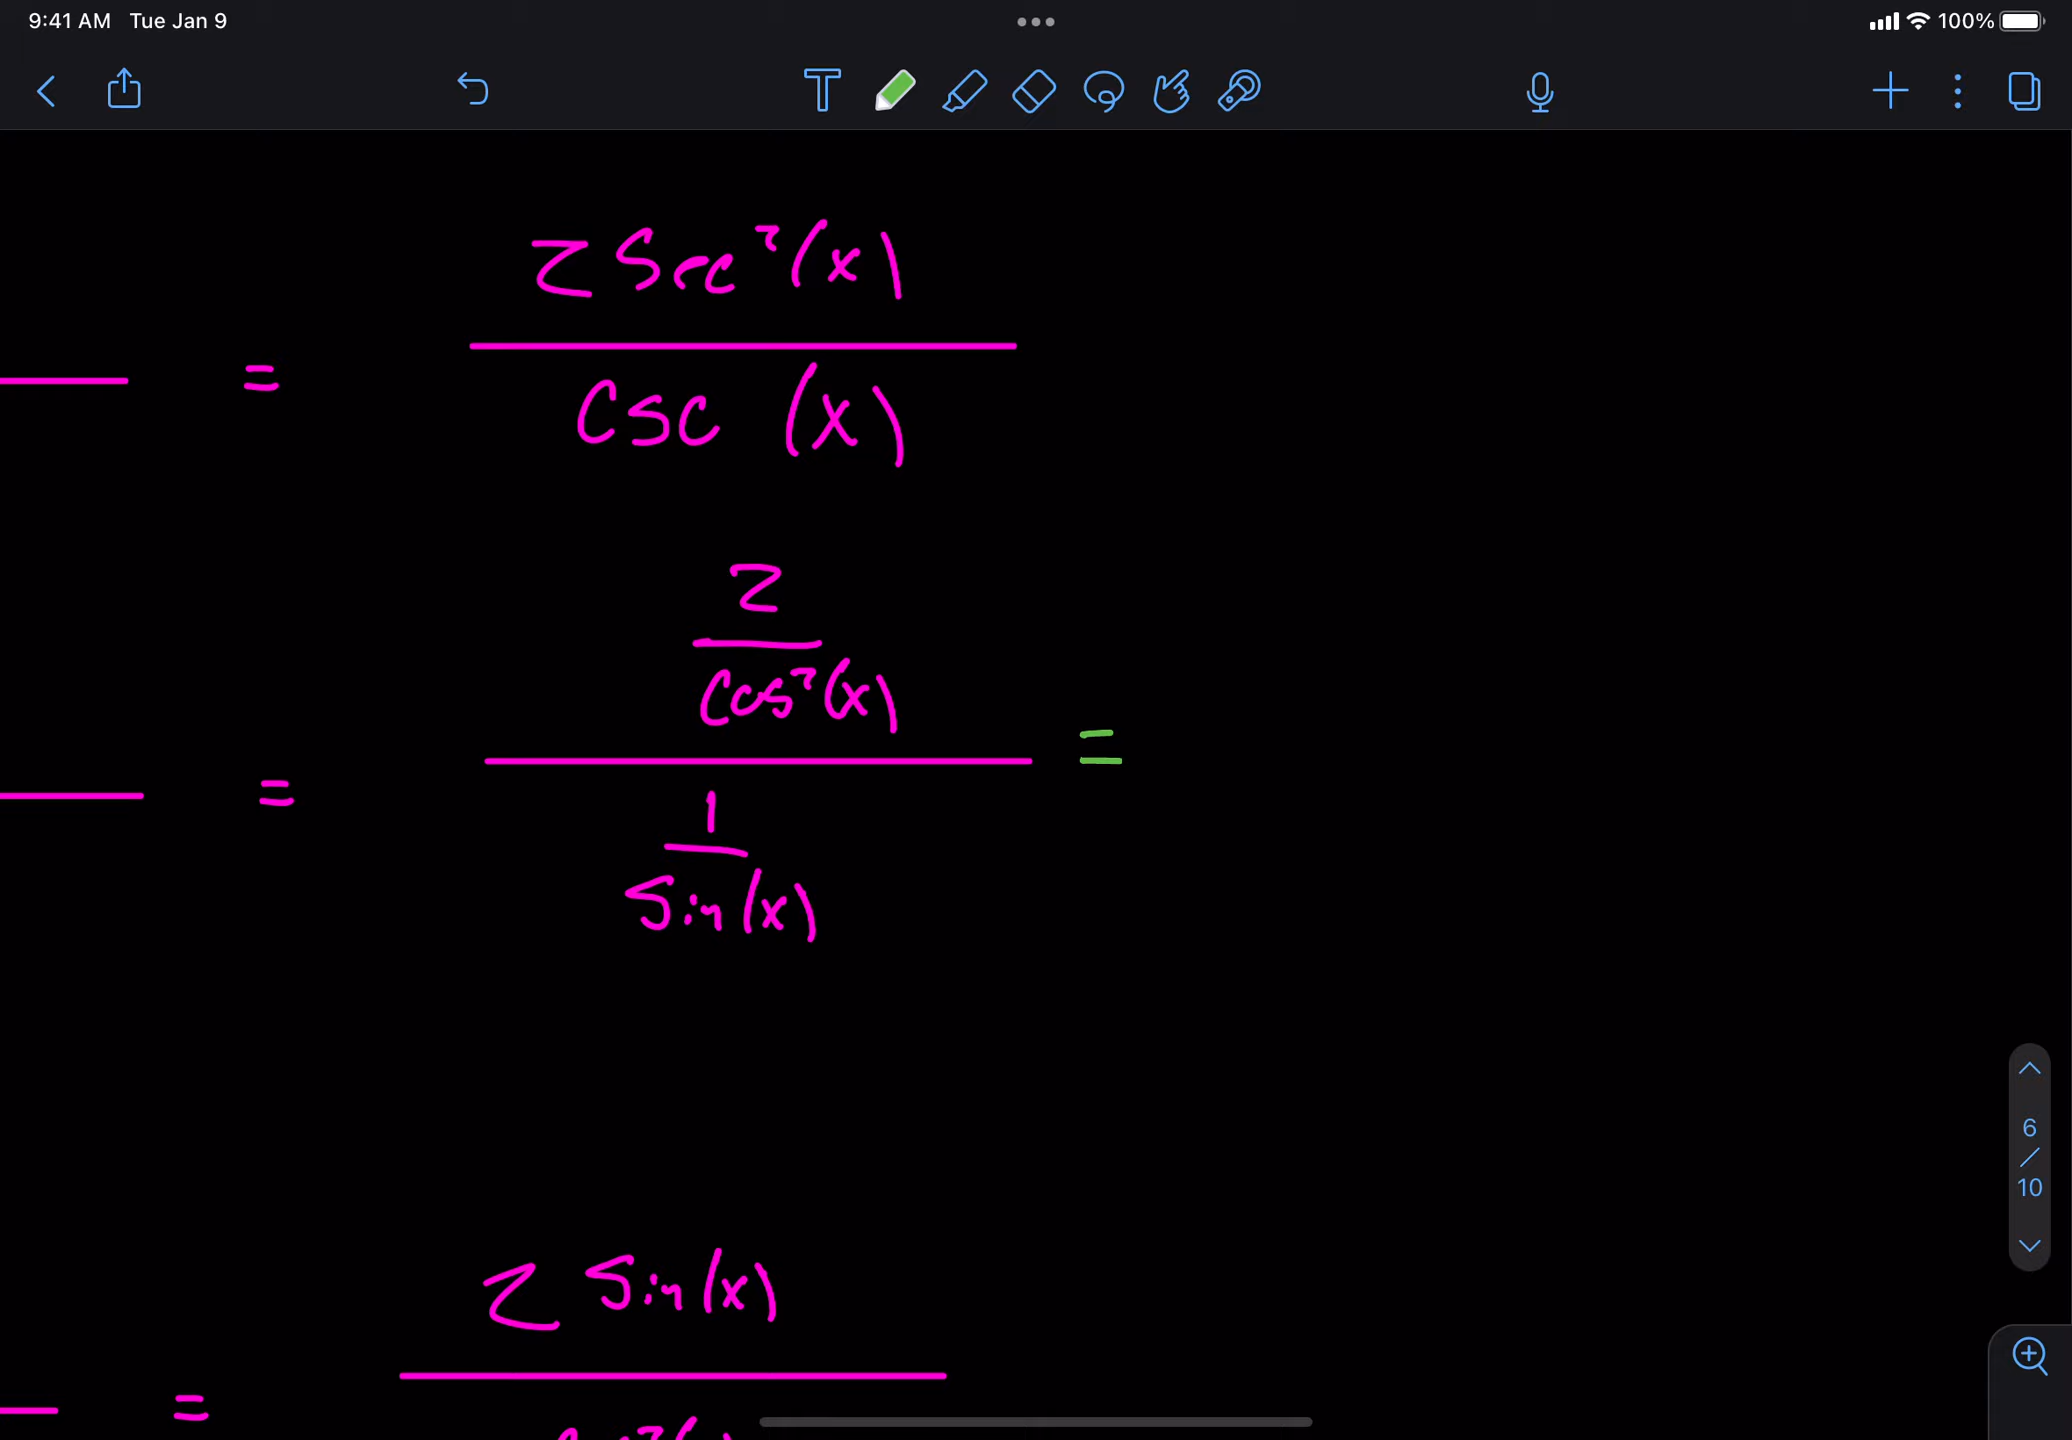 9:41 AM Tue Jan 9
100%
T
2 Sec²(x)
=
Csc (x)
2
Cos²(x)
=
=
1
Sin(x)
6
/
10
2 Sin(x)
=